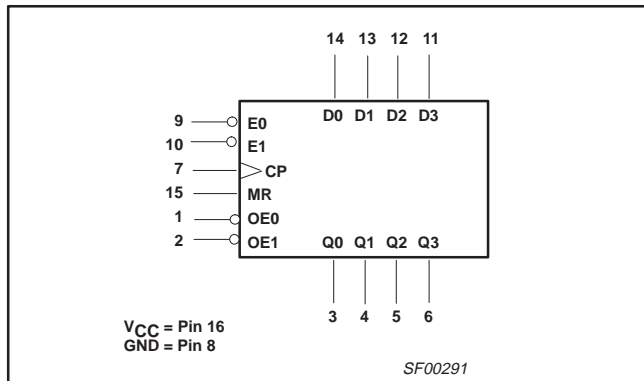 14 13 12 11
D0 D1 D2 D3
9 E0
10 E1
7 CP
15 MR
1 OE0
2 OE1
Q0 Q1 Q2 Q3
3 4 5 6
VCC = Pin 16
GND = Pin 8
SF00291